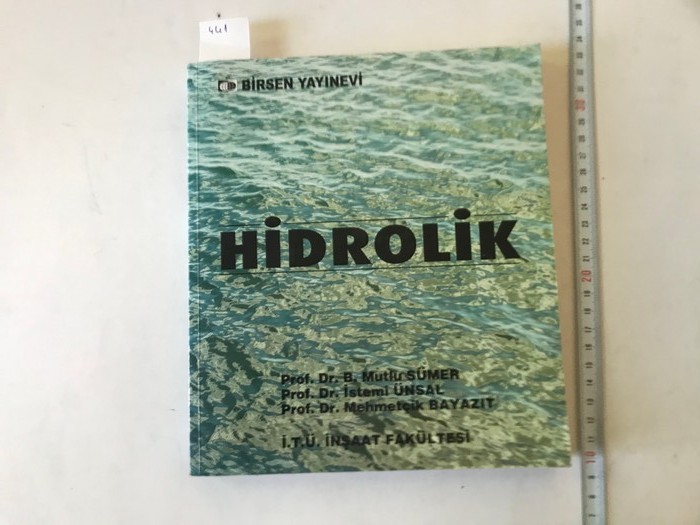 441
BİRSEN YAYINEVİ
HİDROLİK
Prof. Dr. B. Mutlu SÜMER
Prof. Dr. İstemi ÜNSAL
Prof. Dr. Mehmetçik BAYAZIT
İ.T.Ü. İNŞAAT FAKÜLTESİ